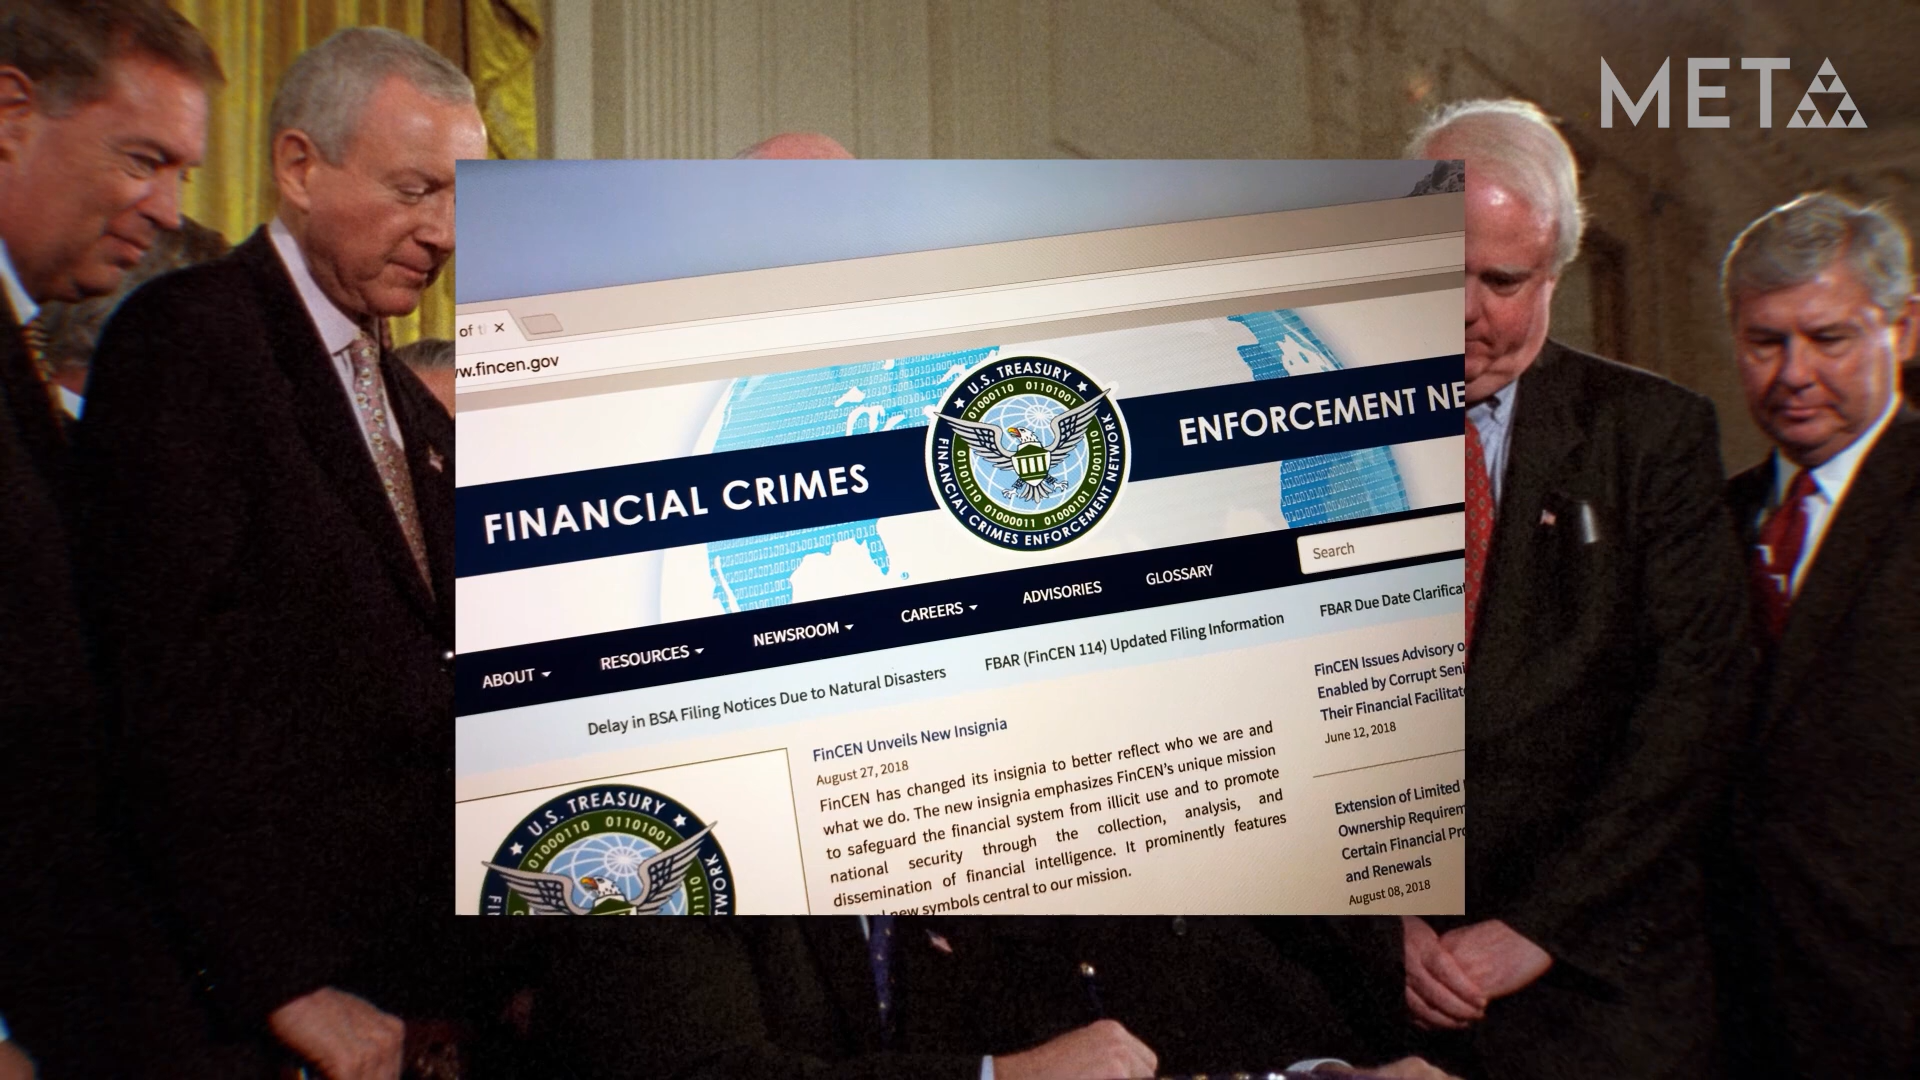 META
of t
w.fincen.gov
FINANCIAL CRIMES
ENFORCEMENT NE
U.S. TREASURY
01000110 01101001
01101110 01000011 01000101 01001110
FINANCIAL CRIMES ENFORCEMENT NETWORK
Search
ABOUT
RESOURCES
NEWSROOM
CAREERS
ADVISORIES
GLOSSARY
Delay in BSA Filing Notices Due to Natural Disasters
FBAR (FinCEN 114) Updated Filing Information
FBAR Due Date Clarificat
FinCEN Unveils New Insignia
August 27, 2018
FinCEN has changed its insignia to better reflect who we are and
what we do. The new insignia emphasizes FinCEN's unique mission
to safeguard the financial system from illicit use and to promote
national security through the collection, analysis, and
dissemination of financial intelligence. It prominently features
new symbols central to our mission.
FinCEN Issues Advisory o
Enabled by Corrupt Seni
Their Financial Facilitat
June 12, 2018
Extension of Limited
Ownership Requirem
Certain Financial Pro
and Renewals
August 08, 2018
U.S. TREASURY
01000110 01101001
FI
WORK